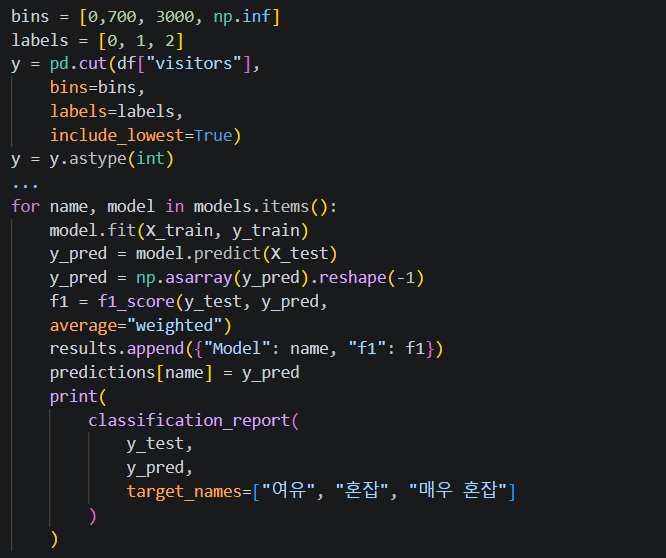 bins = [0,700, 3000, np.inf]
labels = [0, 1, 2]
y = pd.cut(df["visitors"],
    bins=bins,
    labels=labels,
    include_lowest=True)
y = y.astype(int)
...
for name, model in models.items():
    model.fit(X_train, y_train)
    y_pred = model.predict(X_test)
    y_pred = np.asarray(y_pred).reshape(-1)
    f1 = f1_score(y_test, y_pred,
    average="weighted")
    results.append({"Model": name, "f1": f1})
    predictions[name] = y_pred
    print(
        classification_report(
            y_test,
            y_pred,
            target_names=["여유", "혼잡", "매우 혼잡"]
        )
    )